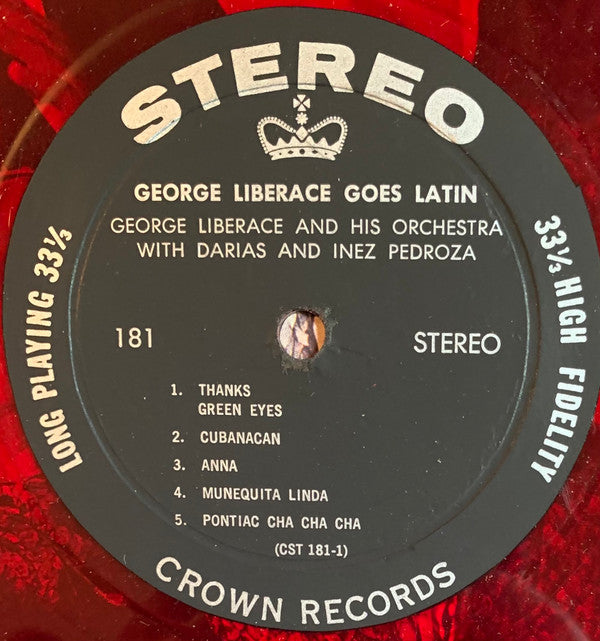 STEREO
GEORGE LIBERACE GOES LATIN
GEORGE LIBERACE AND HIS ORCHESTRA
WITH DARIAS AND INEZ PEDROZA
LONG PLAYING 33⅓
33⅓ HIGH FIDELITY
181
STEREO
1. THANKS
GREEN EYES
2. CUBANACAN
3. ANNA
4. MUNEQUITA LINDA
5. PONTIAC CHA CHA CHA
(CST 181-1)
CROWN RECORDS